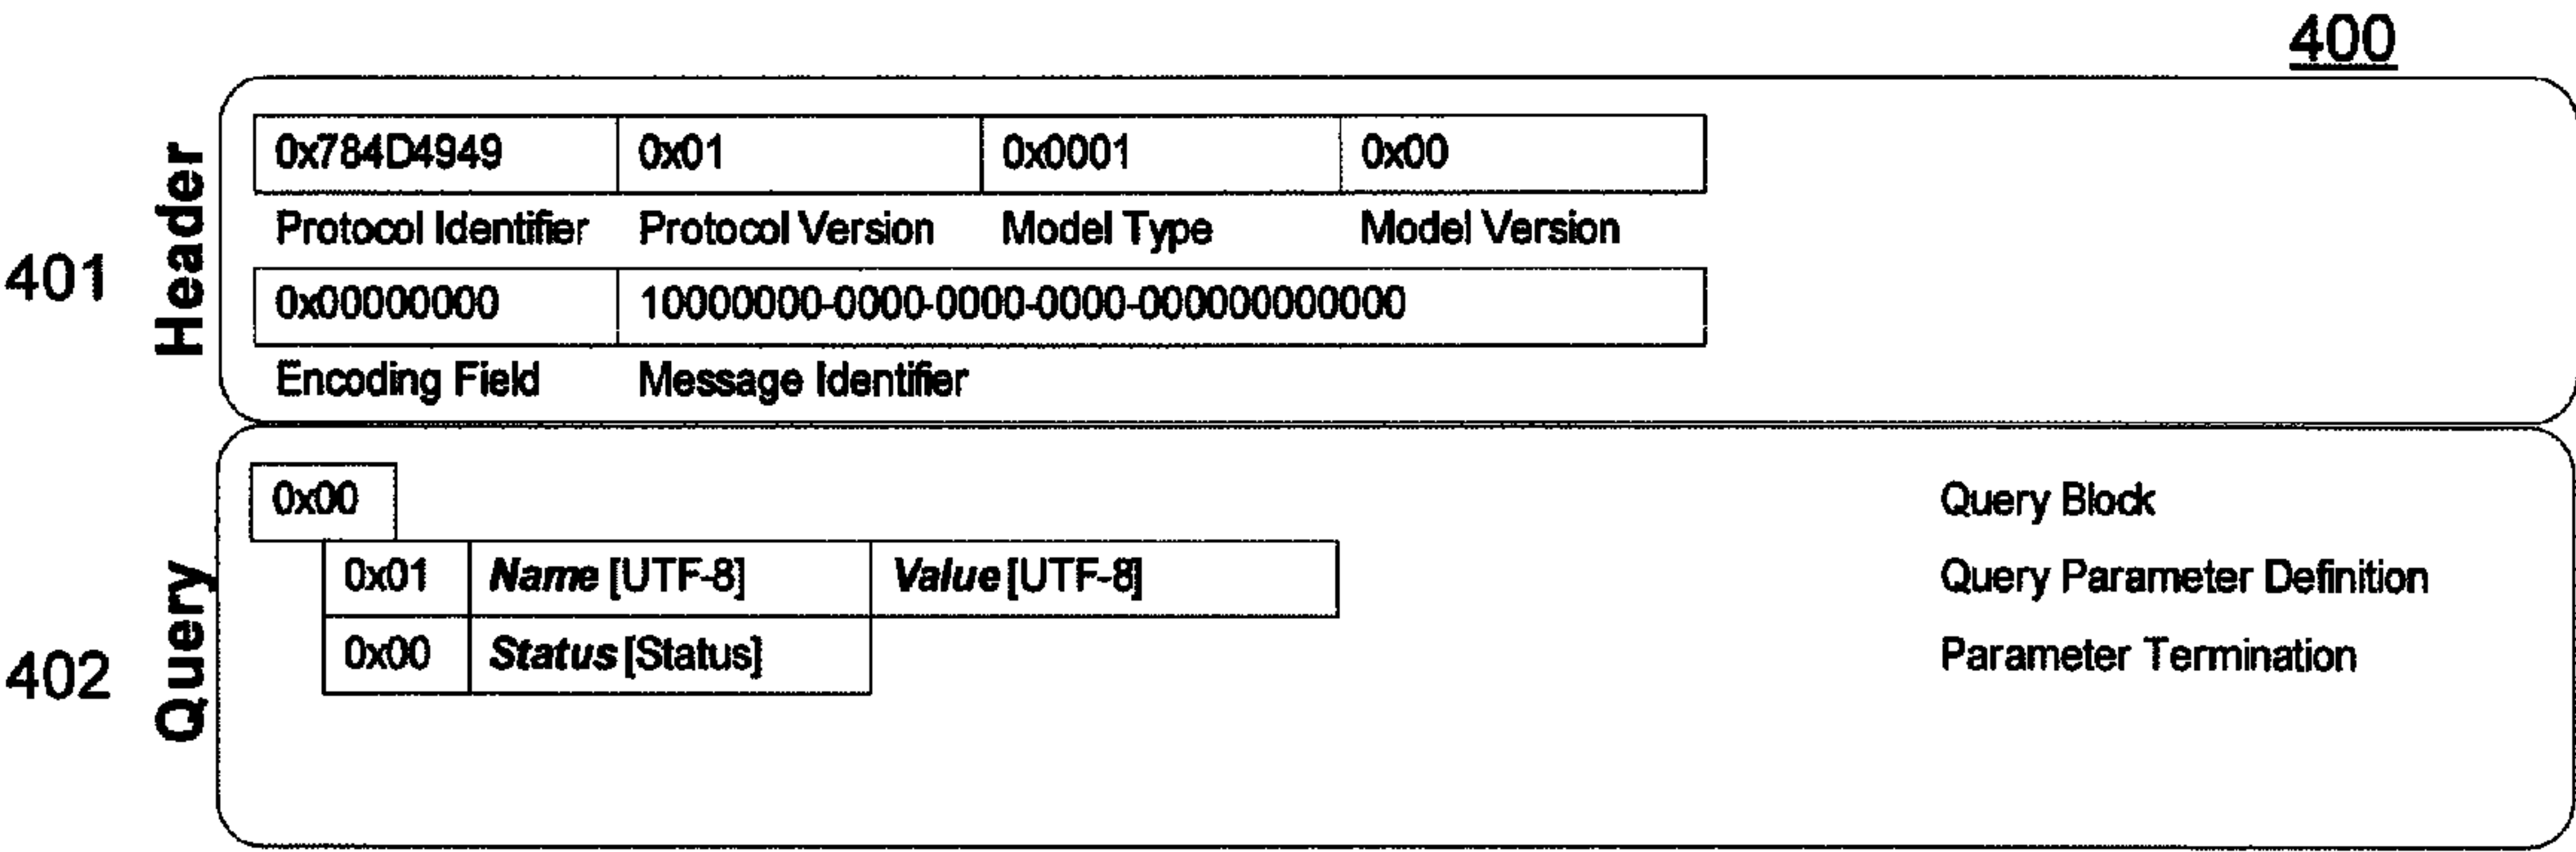 400
401
Header
0x784D4949 0x01 0x0001 0x00
Protocol Identifier Protocol Version Model Type Model Version
0x00000000 10000000-0000-0000-0000-000000000000
Encoding Field Message Identifier
402
Query
0x00 Query Block
0x01 Name [UTF-8] Value [UTF-8] Query Parameter Definition
0x00 Status [Status] Parameter Termination